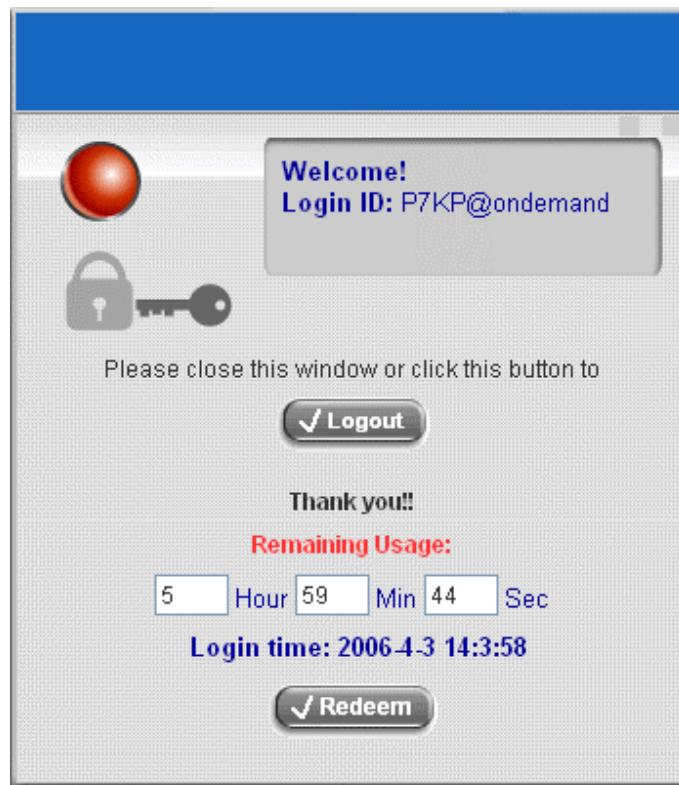 Welcome!
Login ID: P7KP@ondemand
Please close this window or click this button to
Logout
Thank you!!
Remaining Usage:
5 Hour 59 Min 44 Sec
Login time: 2006-4-3 14:3:58
Redeem